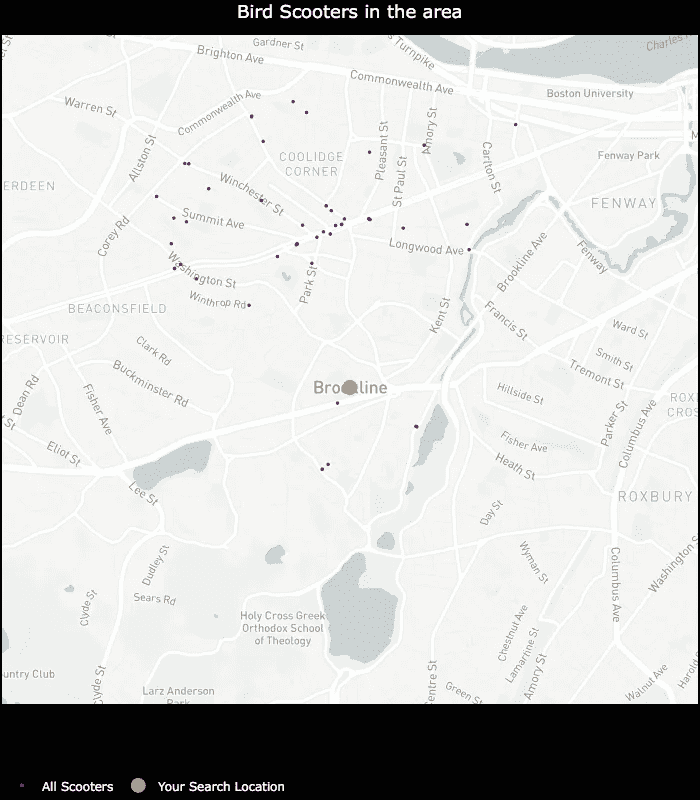 Bird Scooters in the area
Gardner St
Turnpike
Charles
Brighton Ave
Commonwealth Ave
Boston University
Warren St
Commonwealth Ave
Amory St
Pleasant St
Carlton St
Allston St
COOLIDGE
CORNER
St Paul St
Fenway Park
ERDEEN
Winchester St
FENWAY
Summit Ave
Corey Rd
Longwood Ave
Brookline Ave
Fenway
Washington St
Park St
Winthrop Rd
BEACONSFIELD
Kent St
Francis St
Ward St
RESERVOIR
Clark Rd
Smith St
Tremont St
Buckminster Rd
Brookline
Hillside St
Dean Rd
Fisher Ave
ROX
CROS
Parker St
Columbus Ave
St
Eliot St
Fisher Ave
Heath St
Lee St
ROXBURY
Day St
Dudley St
Wyman St
Washington S
Columbus Ave
Clyde St
Sears Rd
Holy Cross Greek
Orthodox School
of Theology
Chestnut Ave
Lamartine St
Amory St
untry Club
Clyde St
Larz Anderson
Park
Centre St
Green St
Walnut Ave
Harold
All Scooters
Your Search Location